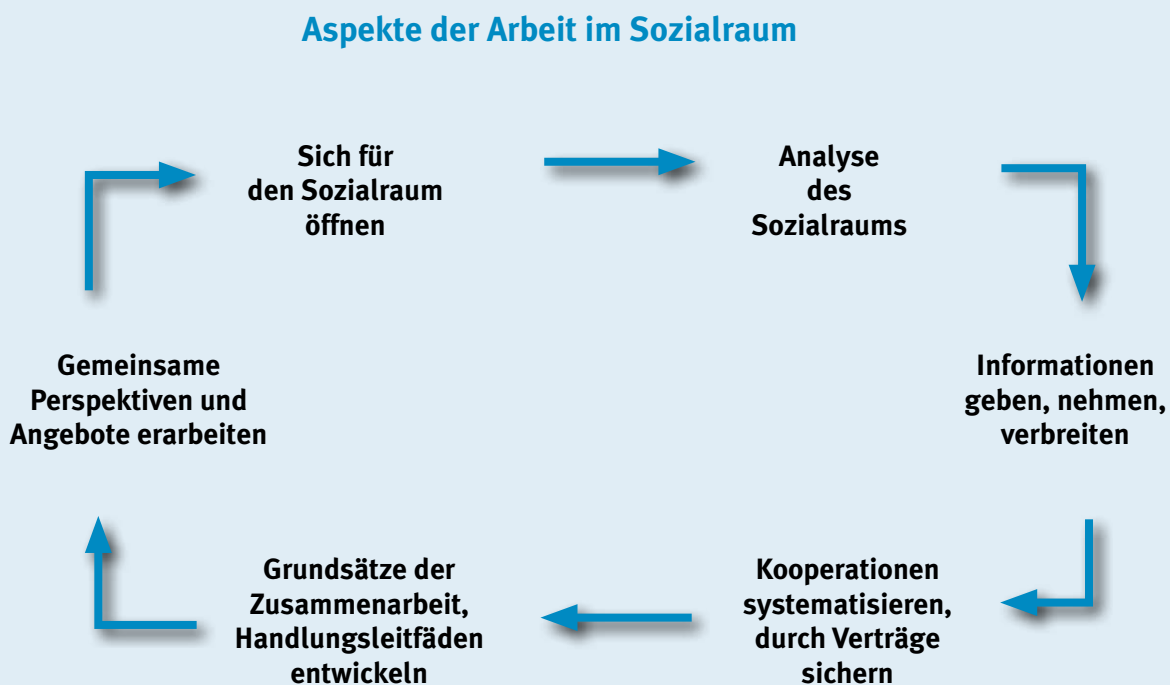 Aspekte der Arbeit im Sozialraum
Sich für
den Sozialraum
öffnen
Analyse
des
Sozialraums
Informationen
geben, nehmen,
verbreiten
Kooperationen
systematisieren,
durch Verträge
sichern
Grundsätze der
Zusammenarbeit,
Handlungsleitfäden
entwickeln
Gemeinsame
Perspektiven und
Angebote erarbeiten